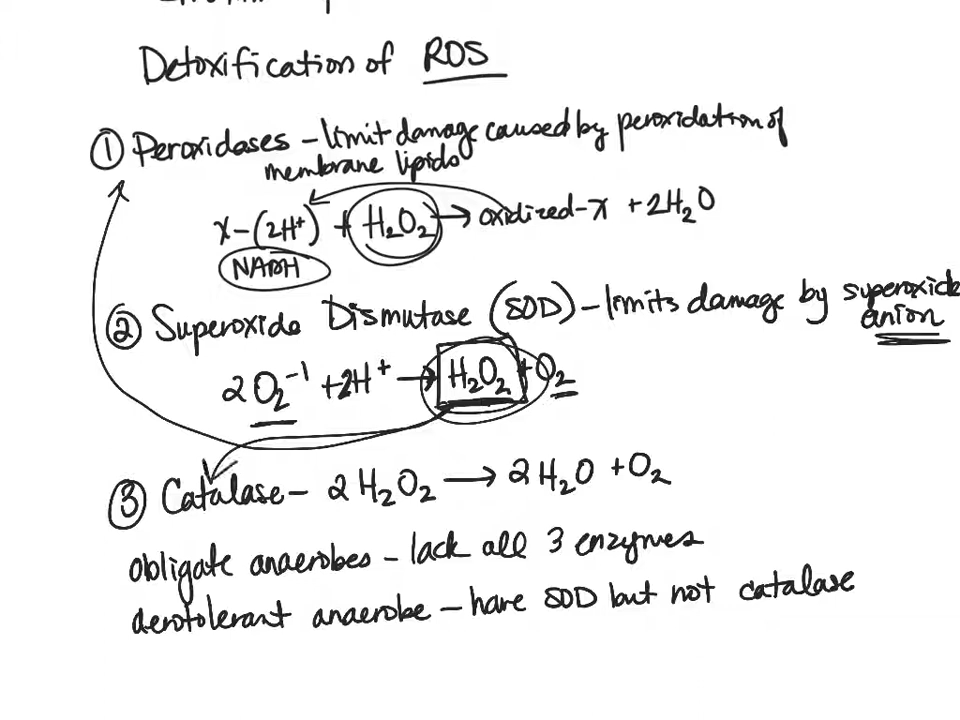 Detoxification of ROS
① Peroxidases – limit damage caused by peroxidation of
membrane lipids
x – (2H⁺) + H₂O₂ → oxidized-x + 2H₂O
NADH
② Superoxide Dismutase (SOD) – limits damage by superoxide
anion
2O₂⁻¹ + 2H⁺ → H₂O₂ + O₂
③ Catalase – 2H₂O₂ → 2H₂O + O₂
obligate anaerobes – lack all 3 enzymes
aerotolerant anaerobe – have SOD but not catalase